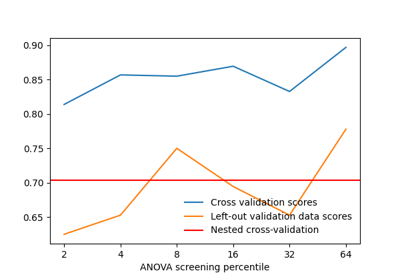 0.90
0.85
0.80
0.75
0.70
0.65
Cross validation scores
Left-out validation data scores
Nested cross-validation
2 4 8 16 32 64
ANOVA screening percentile